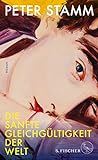 PETER STAMM
DIE
SANFTE
GLEICHGÜLTIGKEIT
DER
WELT
S. FISCHER